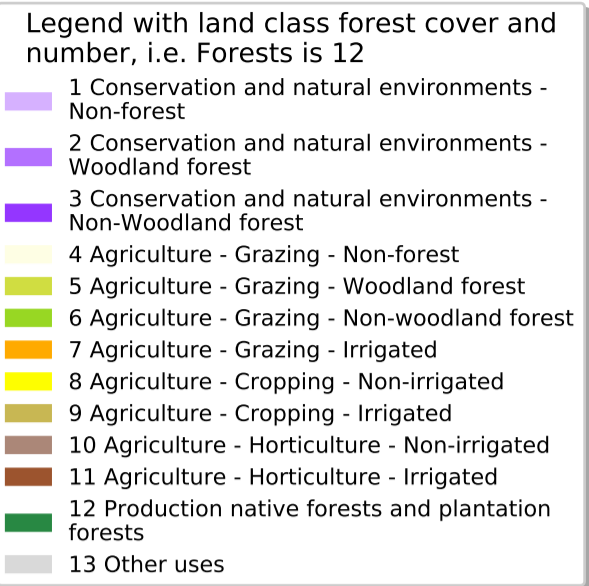 Legend with land class forest cover and
number, i.e. Forests is 12
1 Conservation and natural environments -
Non-forest
2 Conservation and natural environments -
Woodland forest
3 Conservation and natural environments -
Non-Woodland forest
4 Agriculture - Grazing - Non-forest
5 Agriculture - Grazing - Woodland forest
6 Agriculture - Grazing - Non-woodland forest
7 Agriculture - Grazing - Irrigated
8 Agriculture - Cropping - Non-irrigated
9 Agriculture - Cropping - Irrigated
10 Agriculture - Horticulture - Non-irrigated
11 Agriculture - Horticulture - Irrigated
12 Production native forests and plantation
forests
13 Other uses